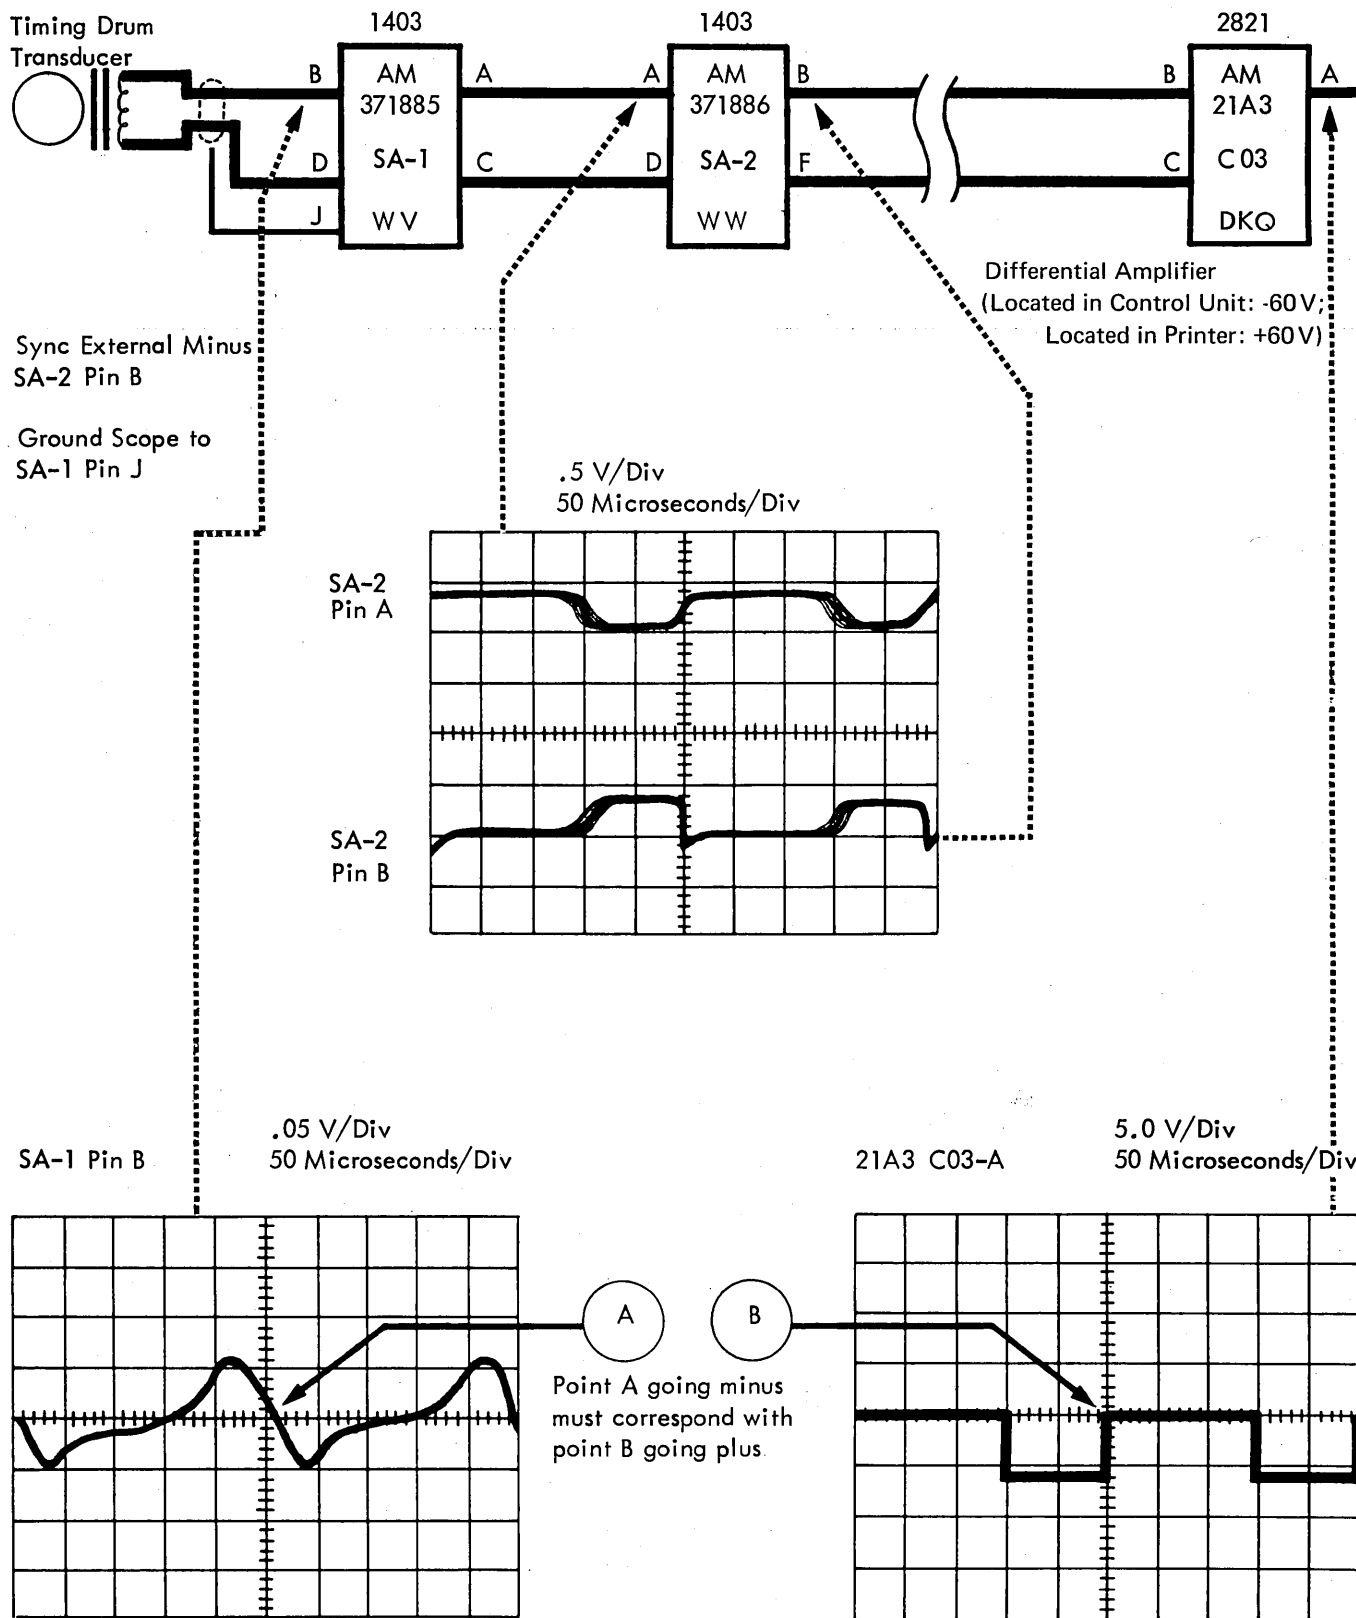 Timing Drum
Transducer
1403
1403
2821
B
AM
371885
SA-1
WV
A
D
C
J
A
AM
371886
SA-2
WW
B
D
F
B
AM
21A3
C03
DKQ
A
C
Differential Amplifier
(Located in Control Unit: -60V;
Located in Printer: +60V)
Sync External Minus
SA-2 Pin B
Ground Scope to
SA-1 Pin J
.5 V/Div
50 Microseconds/Div
SA-2
Pin A
SA-2
Pin B
SA-1 Pin B
.05 V/Div
50 Microseconds/Div
21A3 C03-A
5.0 V/Div
50 Microseconds/Div
A
B
Point A going minus
must correspond with
point B going plus.